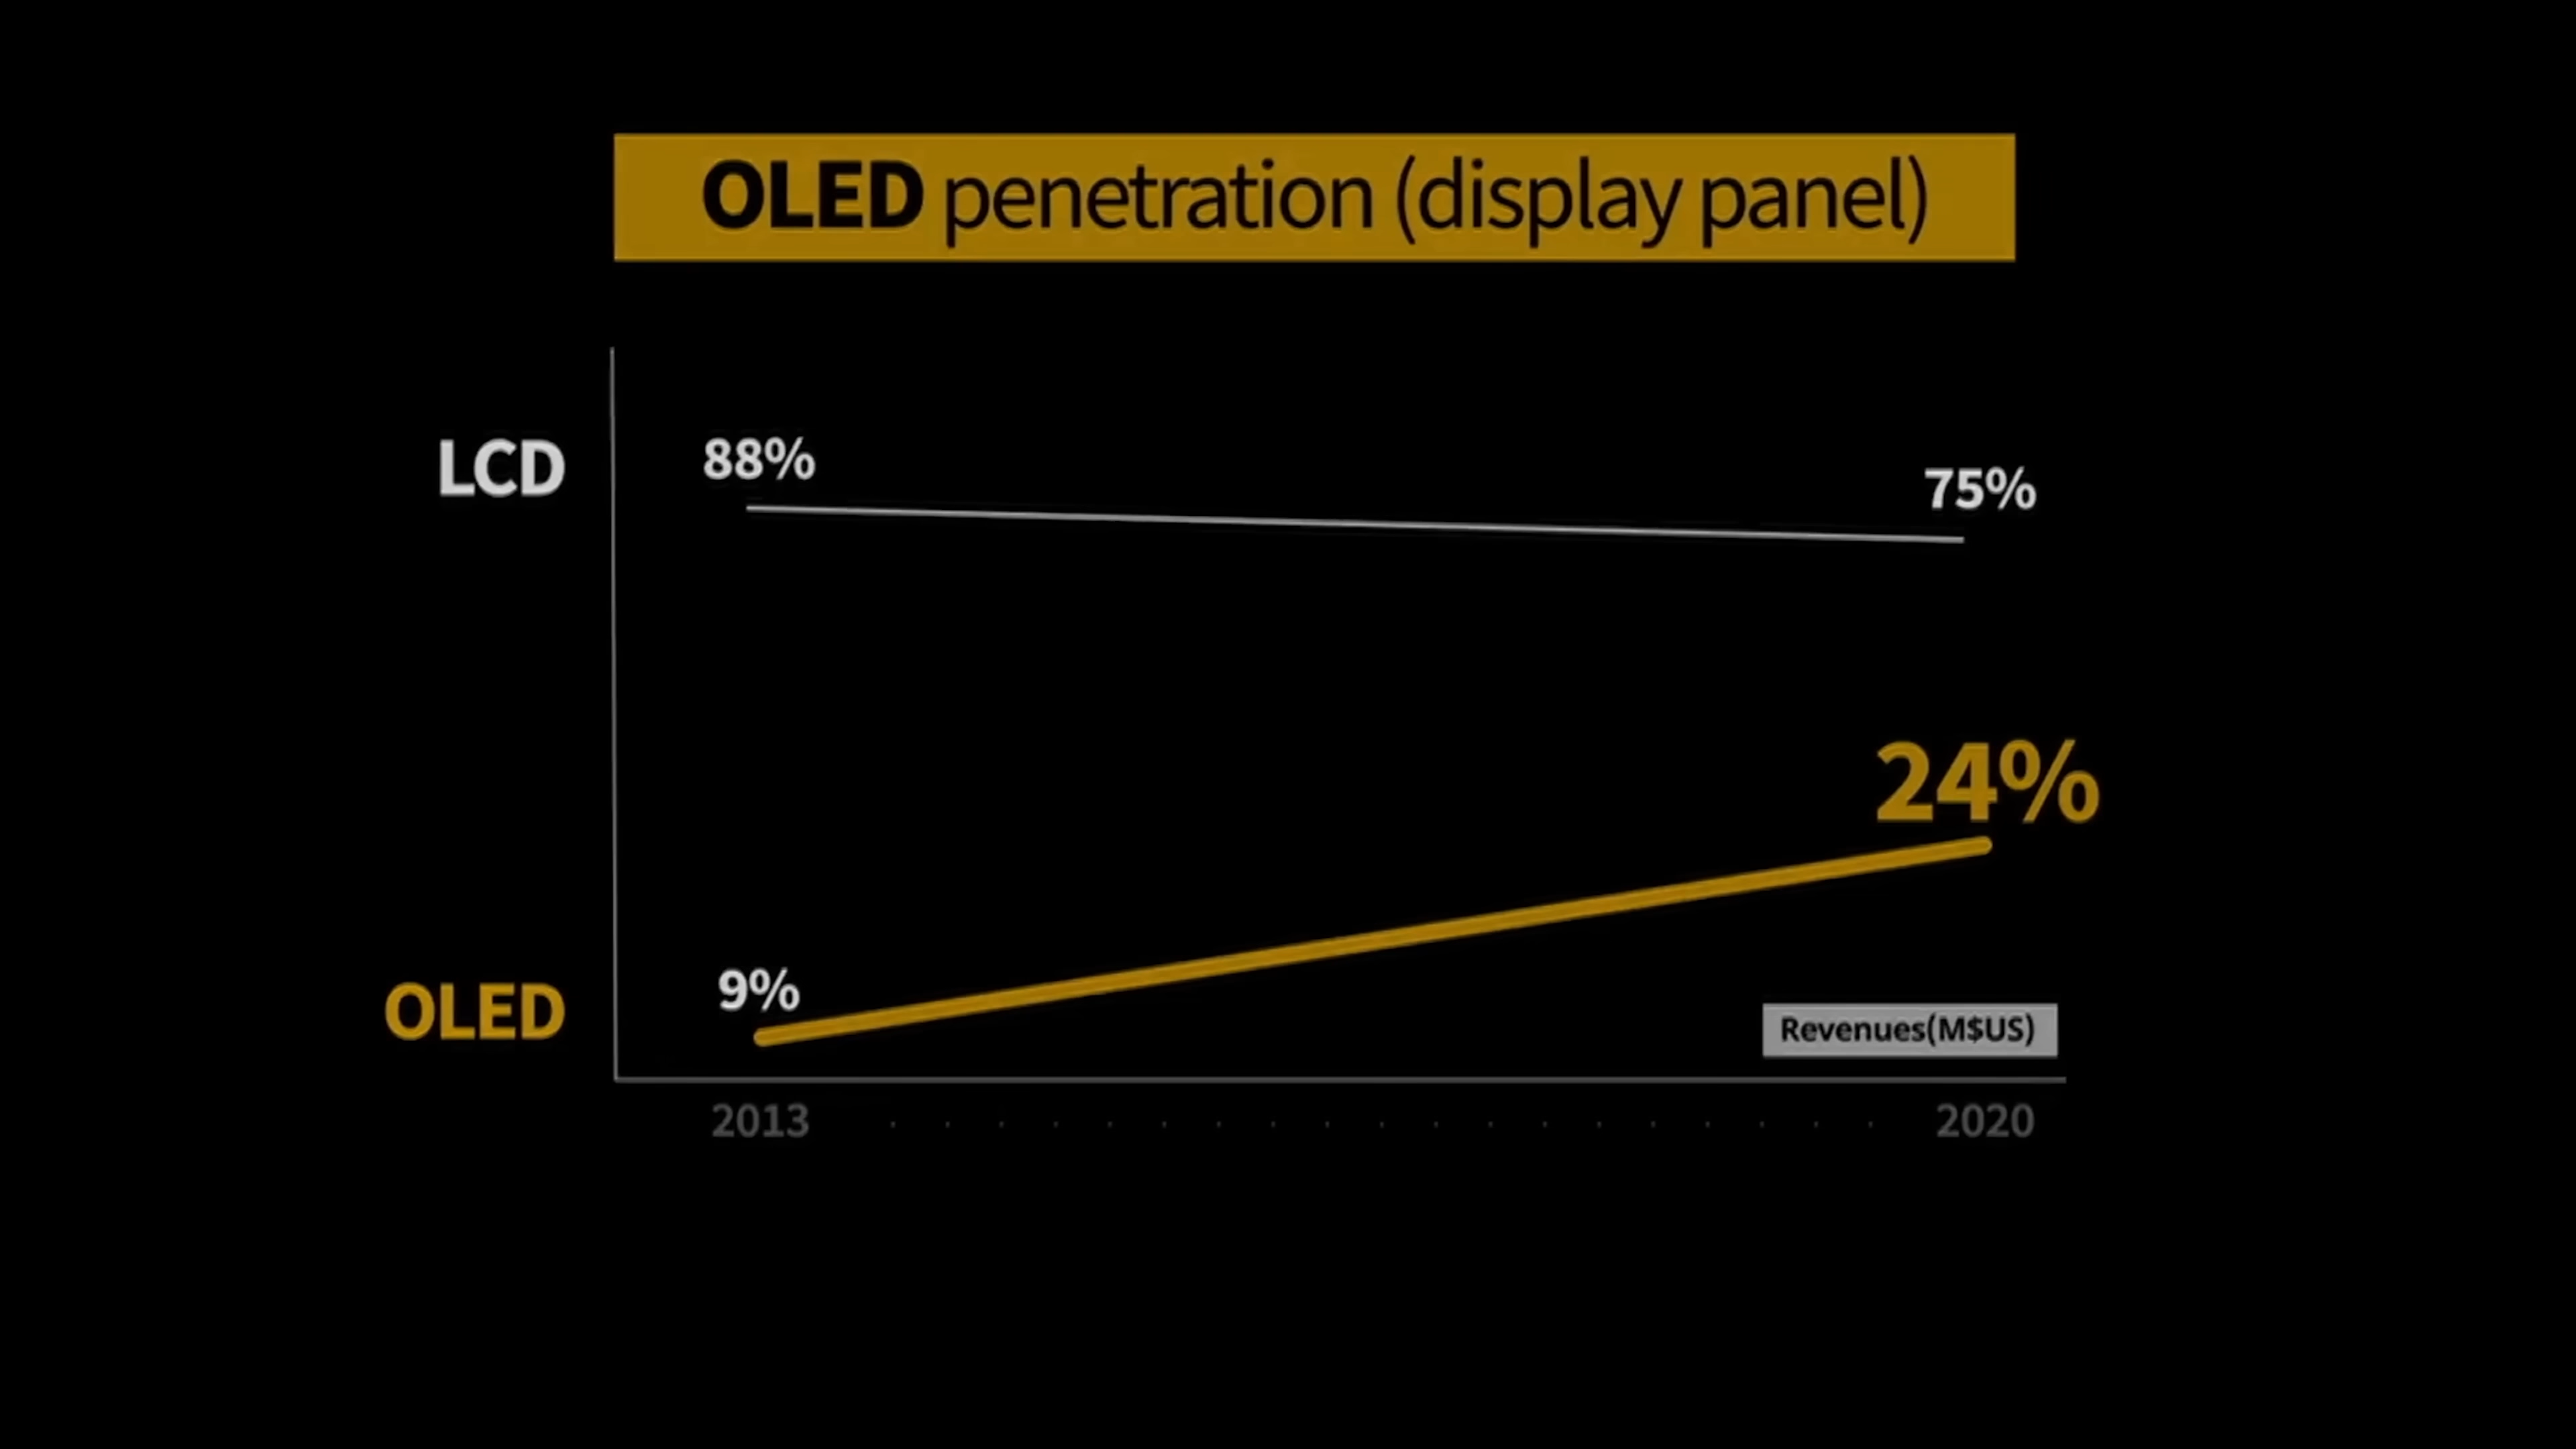 OLED penetration (display panel)
LCD
88%
75%
24%
9%
OLED
Revenues(M$US)
2013
2020